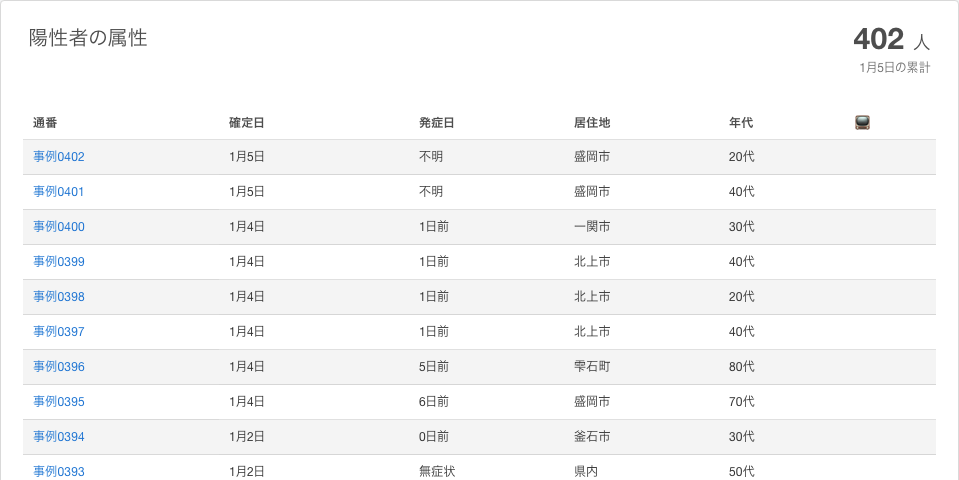 陽性者の属性
402 人
1月5日の累計
通番 確定日 発症日 居住地 年代
事例0402 1月5日 不明 盛岡市 20代
事例0401 1月5日 不明 盛岡市 40代
事例0400 1月4日 1日前 一関市 30代
事例0399 1月4日 1日前 北上市 40代
事例0398 1月4日 1日前 北上市 20代
事例0397 1月4日 1日前 北上市 40代
事例0396 1月4日 5日前 雫石町 80代
事例0395 1月4日 6日前 盛岡市 70代
事例0394 1月2日 0日前 釜石市 30代
事例0393 1月2日 無症状 県内 50代